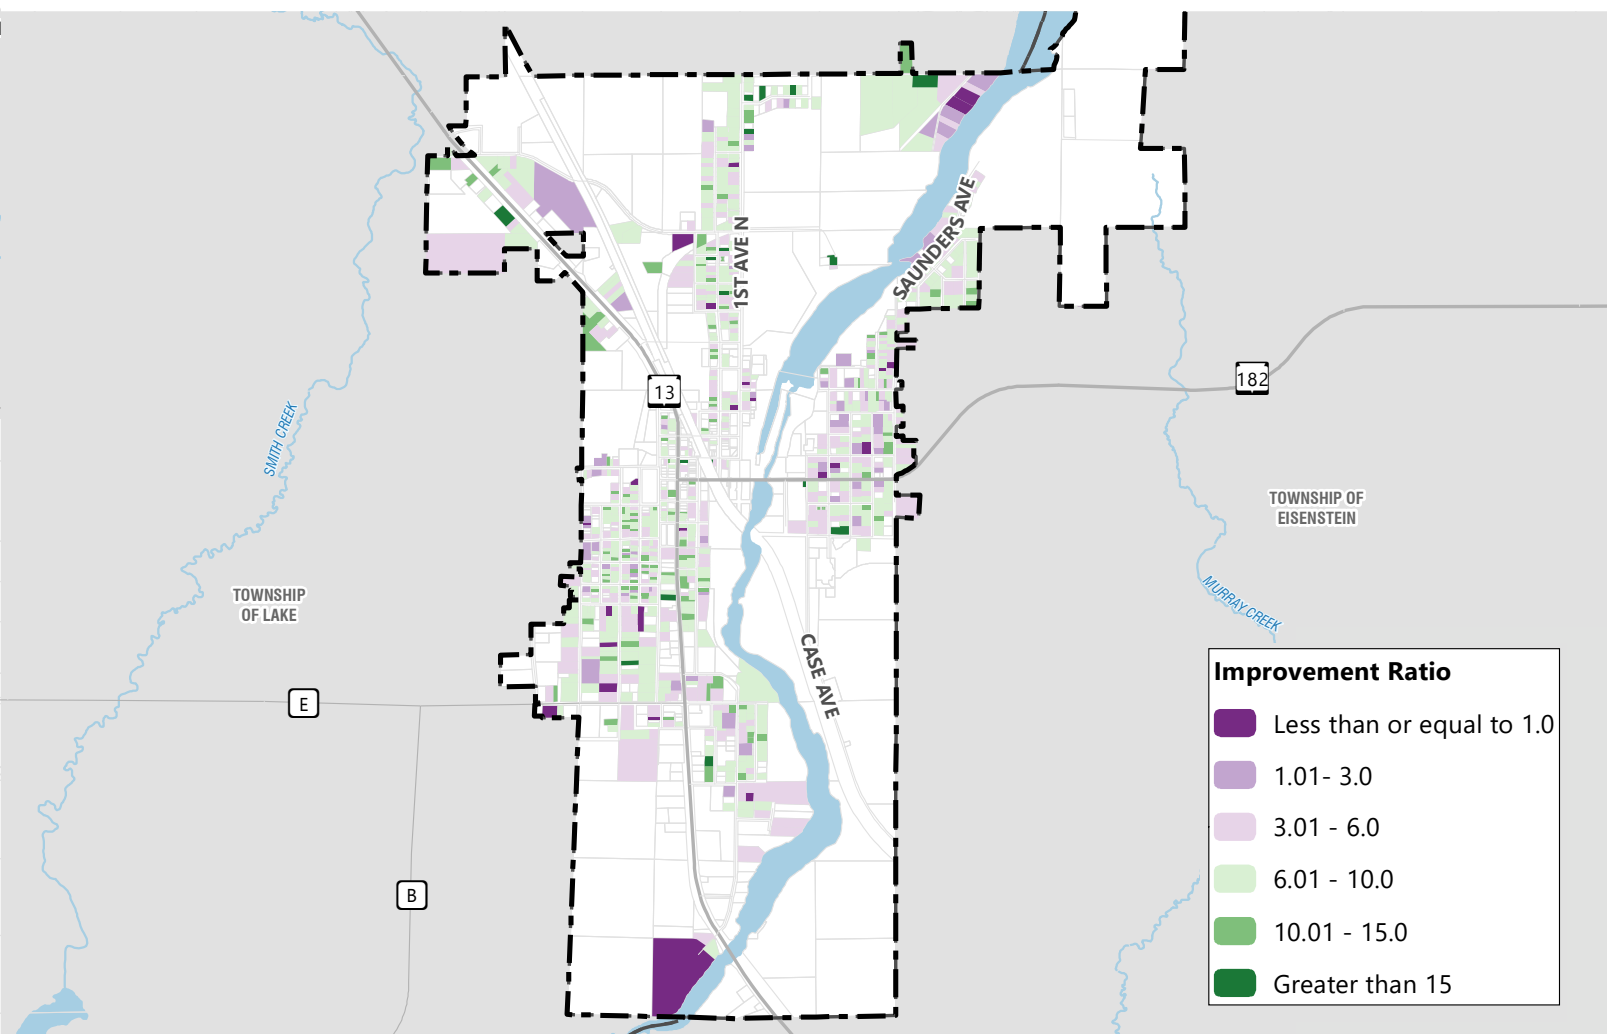 1ST AVE N
SAUNDERS AVE
13
182
SMITH CREEK
TOWNSHIP OF
EISENSTEIN
TOWNSHIP
OF LAKE
MURRAY CREEK
CASE AVE
E
B
Improvement Ratio
Less than or equal to 1.0
1.01- 3.0
3.01 - 6.0
6.01 - 10.0
10.01 - 15.0
Greater than 15